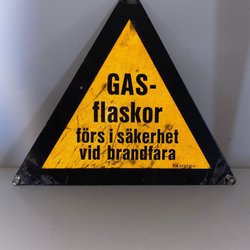 GAS-
flaskor
förs i säkerhet
vid brandfara